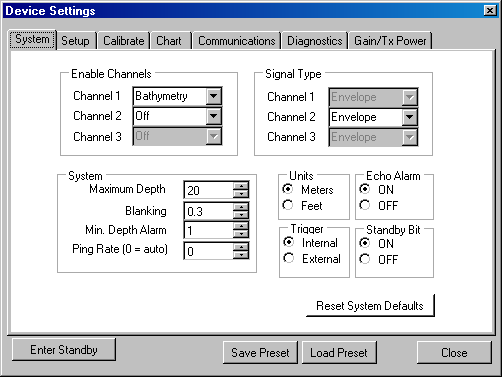 Device Settings
System Setup Calibrate Chart Communications Diagnostics Gain/Tx Power
Enable Channels
Channel 1 Bathymetry
Channel 2 Off
Channel 3 Off
Signal Type
Channel 1 Envelope
Channel 2 Envelope
Channel 3 Envelope
System
Maximum Depth 20
Blanking 0.3
Min. Depth Alarm 1
Ping Rate (0 = auto) 0
Units
Meters
Feet
Echo Alarm
ON
OFF
Trigger
Internal
External
Standby Bit
ON
OFF
Reset System Defaults
Enter Standby Save Preset Load Preset Close